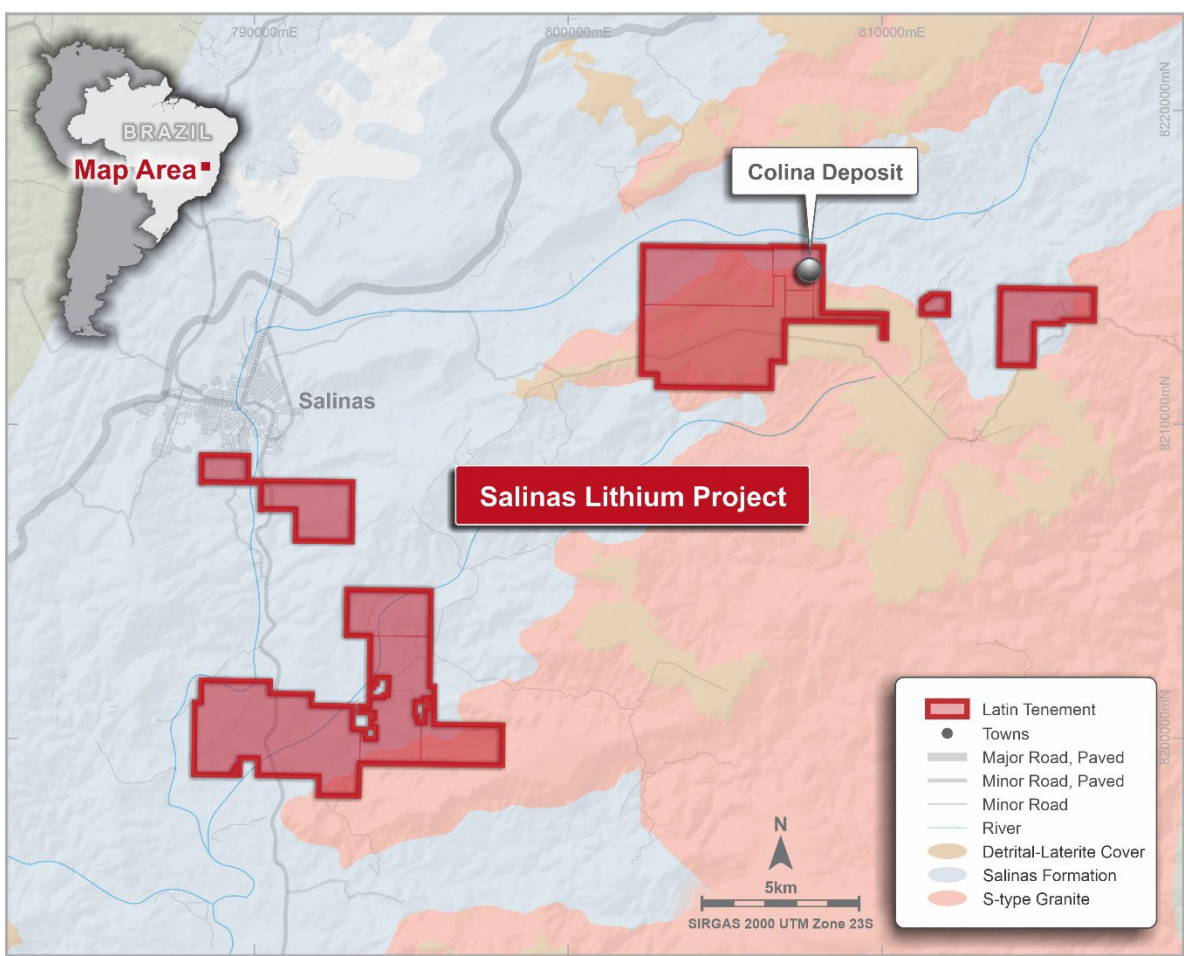 790000mE
800000mE
810000mE
8220000mN
BRAZIL
Map Area
Colina Deposit
Salinas
8210000mN
Salinas Lithium Project
8200000mN
Latin Tenement
Towns
Major Road, Paved
Minor Road, Paved
Minor Road
River
Detrital-Laterite Cover
Salinas Formation
S-type Granite
N
5km
SIRGAS 2000 UTM Zone 23S